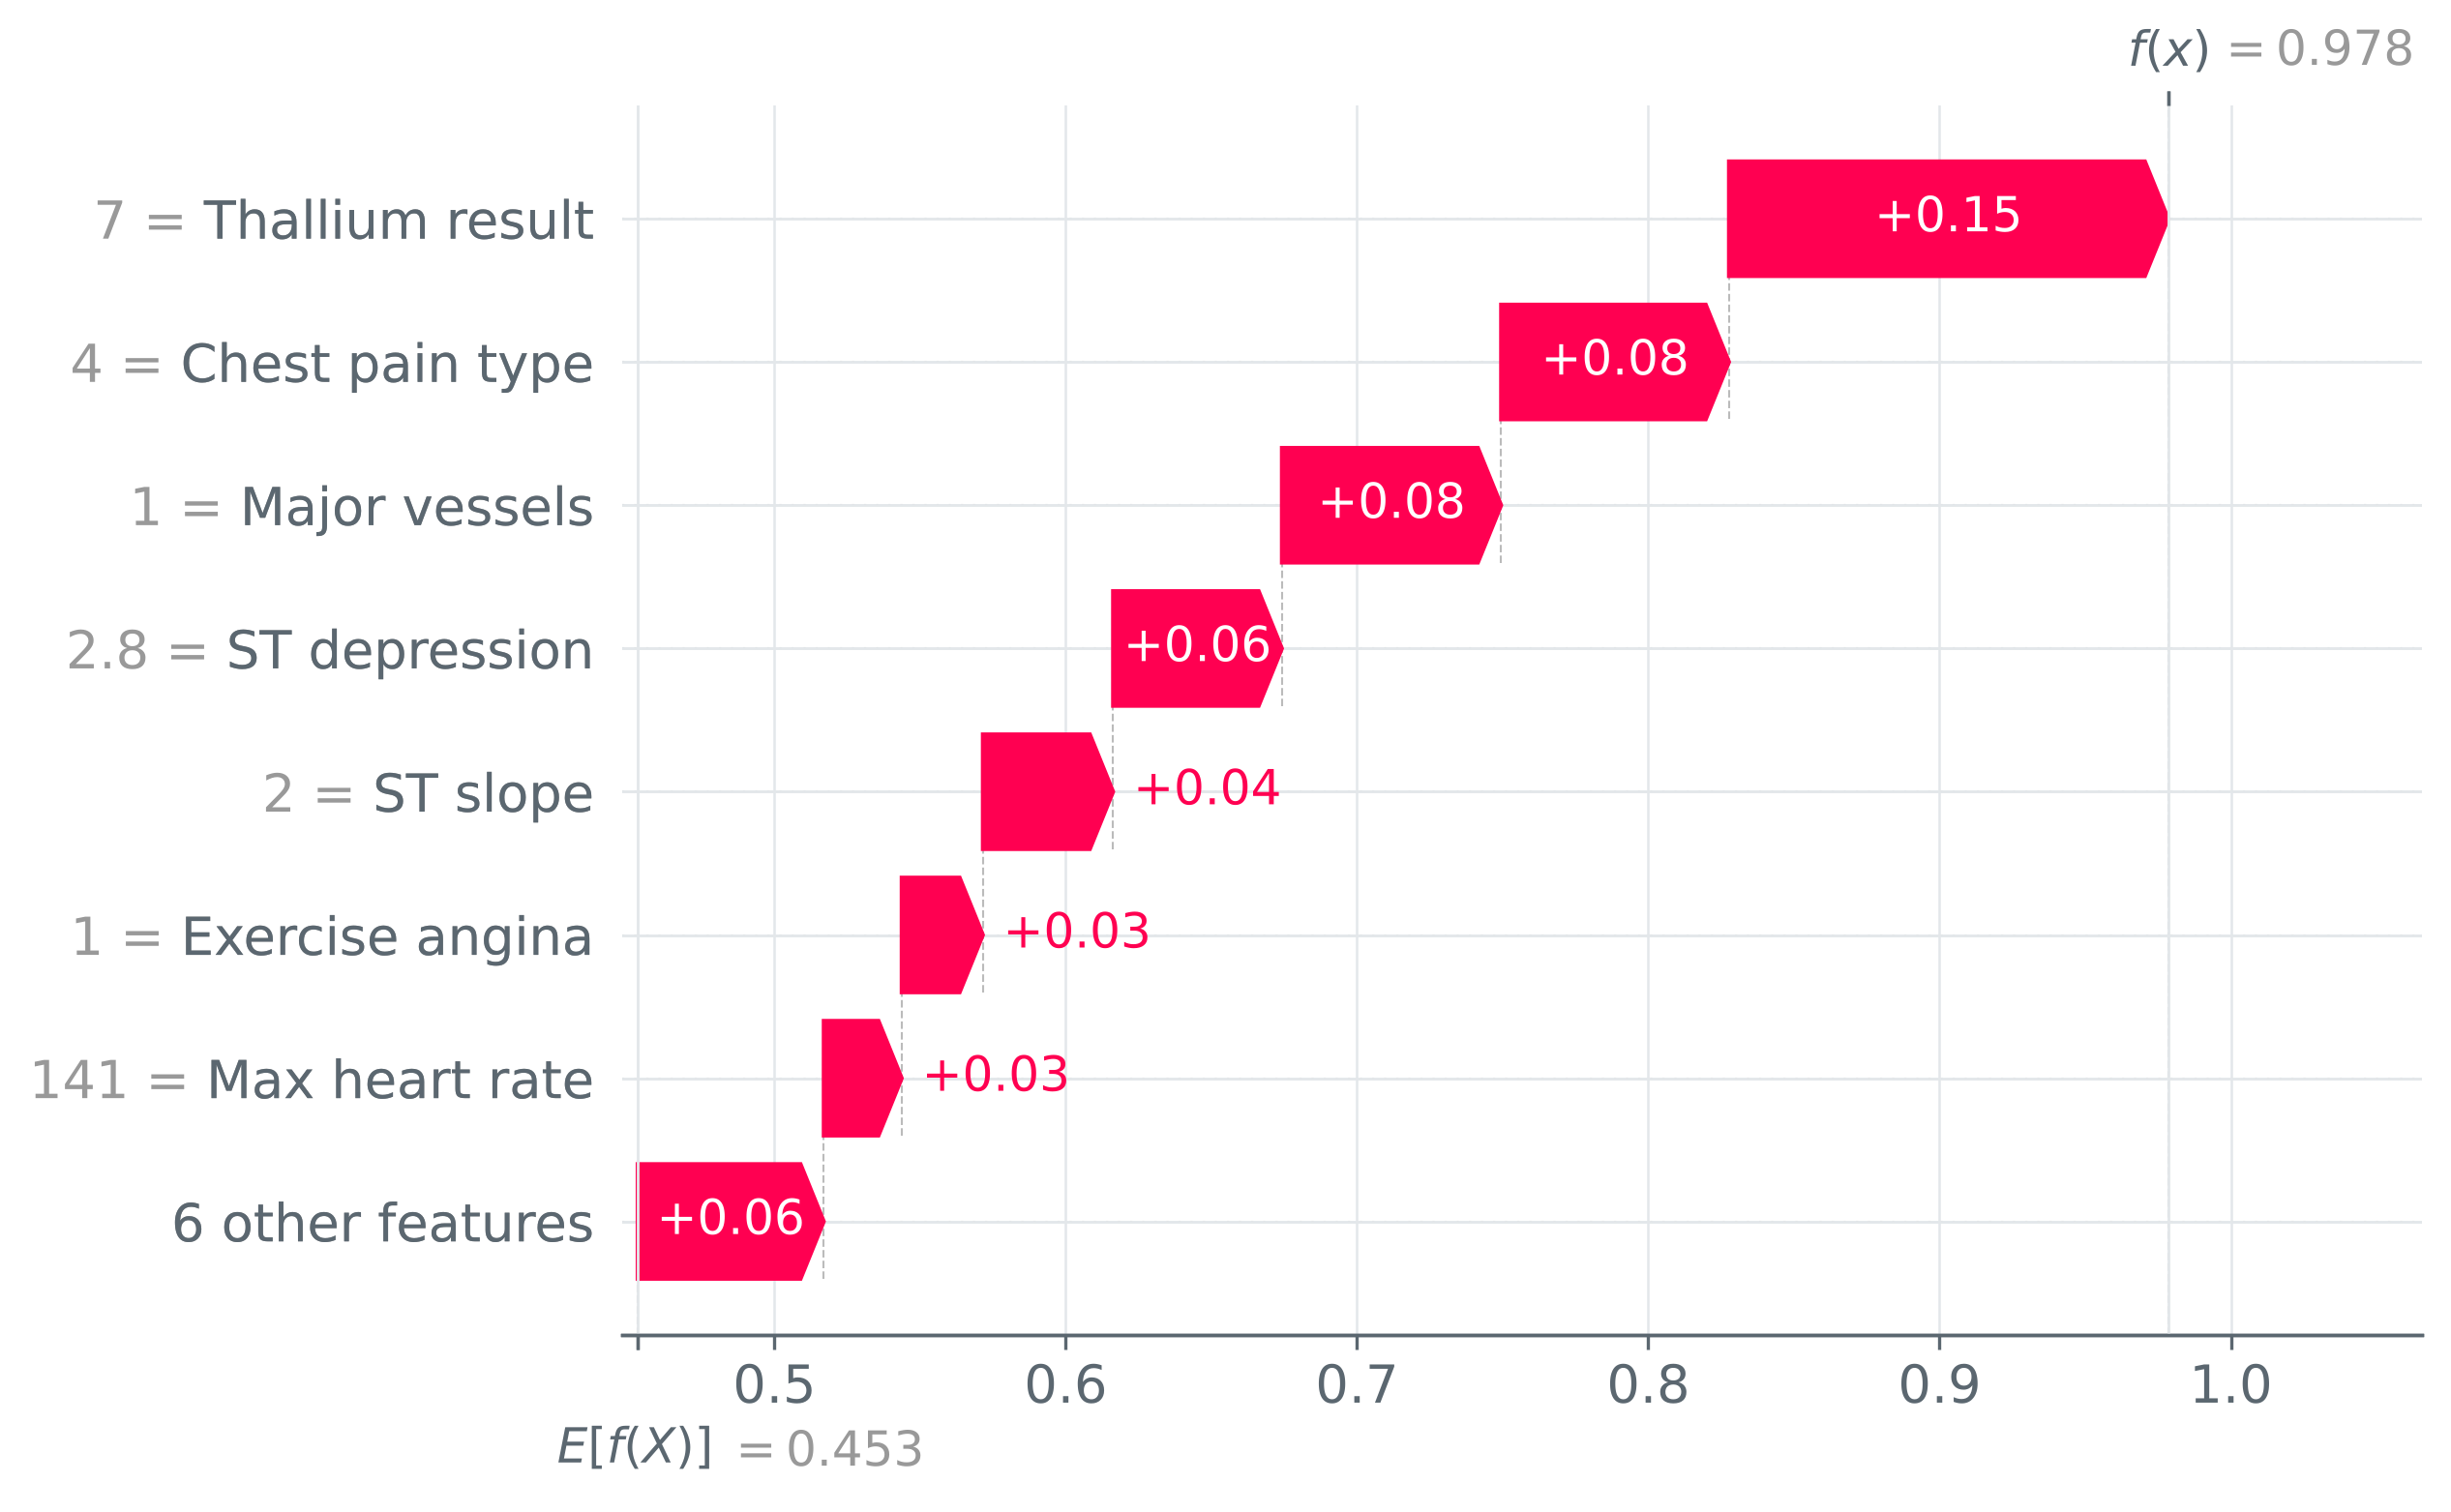 f(x) = 0.978
7 = Thallium result
+0.15
4 = Chest pain type
+0.08
1 = Major vessels
+0.08
2.8 = ST depression
+0.06
2 = ST slope
+0.04
1 = Exercise angina
+0.03
141 = Max heart rate
+0.03
6 other features
+0.06
0.5 0.6 0.7 0.8 0.9 1.0
E[f(X)] = 0.453